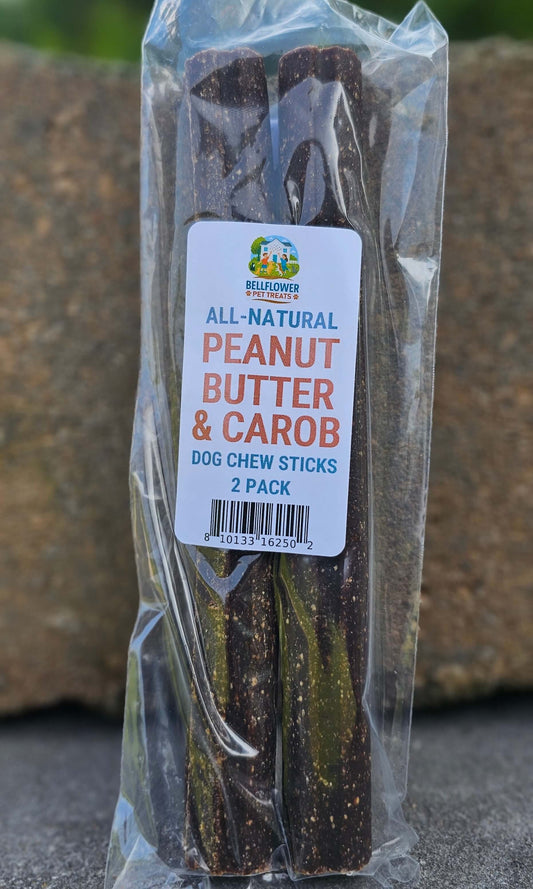 BELLFLOWER
PET TREATS
ALL-NATURAL
PEANUT
BUTTER
& CAROB
DOG CHEW STICKS
2 PACK
8 10133 16250 2